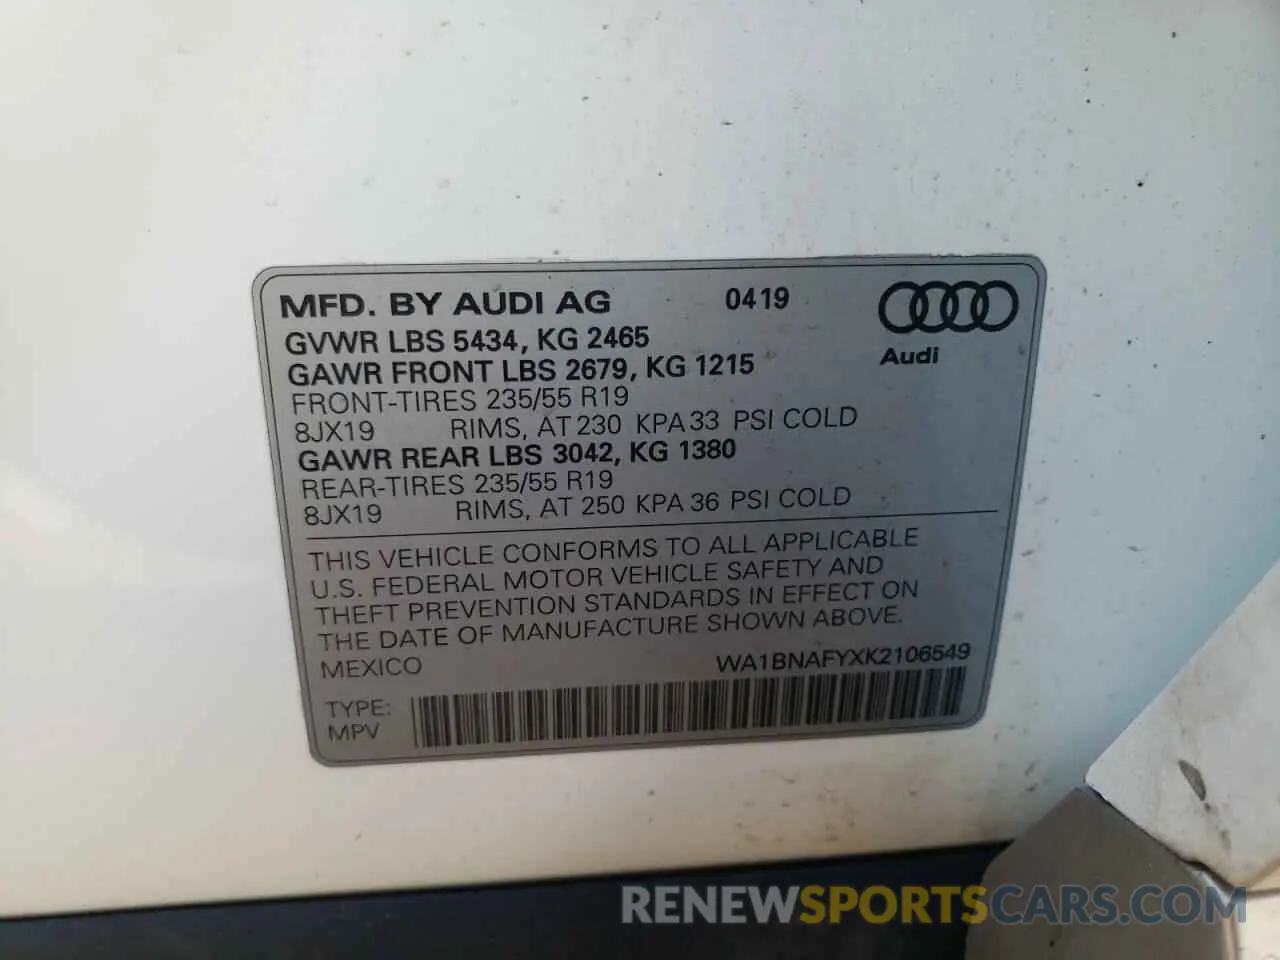 MFD. BY AUDI AG 0419
GVWR LBS 5434, KG 2465
GAWR FRONT LBS 2679, KG 1215
Audi
FRONT-TIRES 235/55 R19
8JX19 RIMS, AT 230 KPA 33 PSI COLD
GAWR REAR LBS 3042, KG 1380
REAR-TIRES 235/55 R19
8JX19 RIMS, AT 250 KPA 36 PSI COLD
THIS VEHICLE CONFORMS TO ALL APPLICABLE
U.S. FEDERAL MOTOR VEHICLE SAFETY AND
THEFT PREVENTION STANDARDS IN EFFECT ON
THE DATE OF MANUFACTURE SHOWN ABOVE.
MEXICO WA1BNAFYXK2106549
TYPE:
MPV
RENEWSPORTSCARS.COM